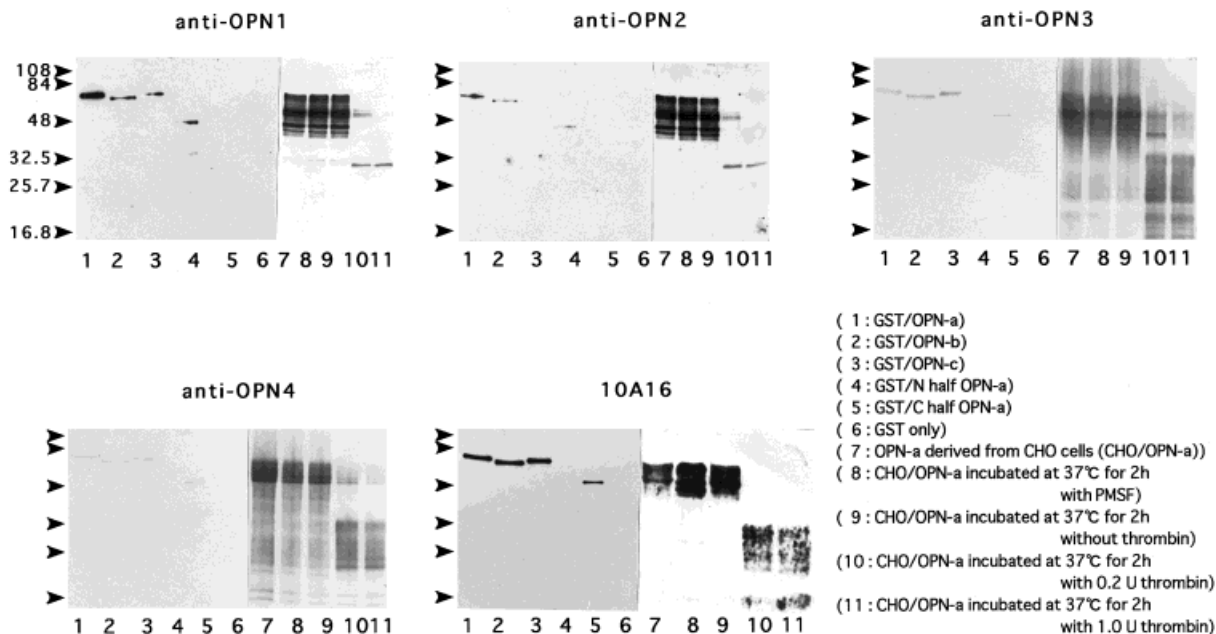 anti-OPN1
anti-OPN2
anti-OPN3
108
84
48
32.5
25.7
16.8
1 2 3 4 5 6 7 8 9 1011
1 2 3 4 5 6 7 8 9 1011
1 2 3 4 5 6 7 8 9 10 11
anti-OPN4
10A16
1 2 3 4 5 6 7 8 9 1011
1 2 3 4 5 6 7 8 9 10 11
( 1 : GST/OPN-a)
( 2 : GST/OPN-b)
( 3 : GST/OPN-c)
( 4 : GST/N half OPN-a)
( 5 : GST/C half OPN-a)
( 6 : GST only)
( 7 : OPN-a derived from CHO cells (CHO/OPN-a))
( 8 : CHO/OPN-a incubated at 37℃ for 2h
with PMSF)
( 9 : CHO/OPN-a incubated at 37℃ for 2h
without thrombin)
(10 : CHO/OPN-a incubated at 37℃ for 2h
with 0.2 U thrombin)
(11 : CHO/OPN-a incubated at 37℃ for 2h
with 1.0 U thrombin)